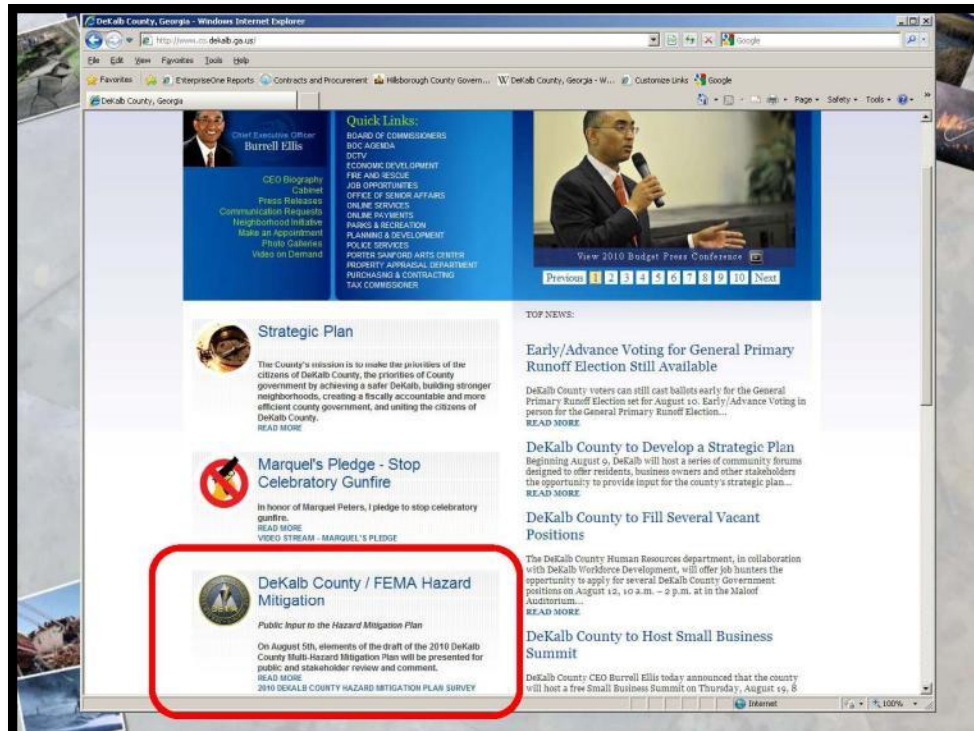 DeKalb County, Georgia - Windows Internet Explorer
http://www.co.dekalb.ga.us/
Google
File Edit View Favorites Tools Help
Favorites EnterpriseOne Reports Contracts and Procurement Hillsborough County Govern... DeKalb County, Georgia - W... Customize Links Google
DeKalb County, Georgia
Page Safety Tools
Chief Executive Officer
Burrell Ellis
CEO Biography
Cabinet
Press Releases
Communication Requests
Neighborhood Initiative
Make an Appointment
Photo Galleries
Video on Demand
Quick Links:
BOARD OF COMMISSIONERS
BOC AGENDA
DCTV
ECONOMIC DEVELOPMENT
FIRE AND RESCUE
JOB OPPORTUNITIES
OFFICE OF SENIOR AFFAIRS
ONLINE SERVICES
ONLINE PAYMENTS
PARKS & RECREATION
PLANNING & DEVELOPMENT
POLICE SERVICES
PORTER SANFORD ARTS CENTER
PROPERTY APPRAISAL DEPARTMENT
PURCHASING & CONTRACTING
TAX COMMISSIONER
View 2010 Budget Press Conference
Previous 1 2 3 4 5 6 7 8 9 10 Next
Strategic Plan
The County's mission is to make the priorities of the
citizens of DeKalb County, the priorities of County
government by achieving a safer DeKalb, building stronger
neighborhoods, creating a fiscally accountable and more
efficient county government, and uniting the citizens of
DeKalb County.
READ MORE
Marquel's Pledge - Stop
Celebratory Gunfire
In honor of Marquel Peters, I pledge to stop celebratory
gunfire.
READ MORE
VIDEO STREAM - MARQUEL'S PLEDGE
DeKalb County / FEMA Hazard
Mitigation
Public Input to the Hazard Mitigation Plan
On August 5th, elements of the draft of the 2010 DeKalb
County Multi-Hazard Mitigation Plan will be presented for
public and stakeholder review and comment.
READ MORE
2010 DEKALB COUNTY HAZARD MITIGATION PLAN SURVEY
TOP NEWS:
Early/Advance Voting for General Primary
Runoff Election Still Available
DeKalb County voters can still cast ballots early for the General
Primary Runoff Election set for August 10. Early/Advance Voting in
person for the General Primary Runoff Election...
READ MORE
DeKalb County to Develop a Strategic Plan
Beginning August 9, DeKalb will host a series of community forums
designed to offer residents, business owners and other stakeholders
the opportunity to provide input for the county's strategic plan...
READ MORE
DeKalb County to Fill Several Vacant
Positions
The DeKalb County Human Resources department, in collaboration
with DeKalb Workforce Development, will offer job hunters the
opportunity to apply for several DeKalb County Government
positions on August 12, 10 a.m. – 2 p.m. at in the Maloof
Auditorium...
READ MORE
DeKalb County to Host Small Business
Summit
DeKalb County CEO Burrell Ellis today announced that the county
will host a free Small Business Summit on Thursday, August 19, 8
Internet
100%